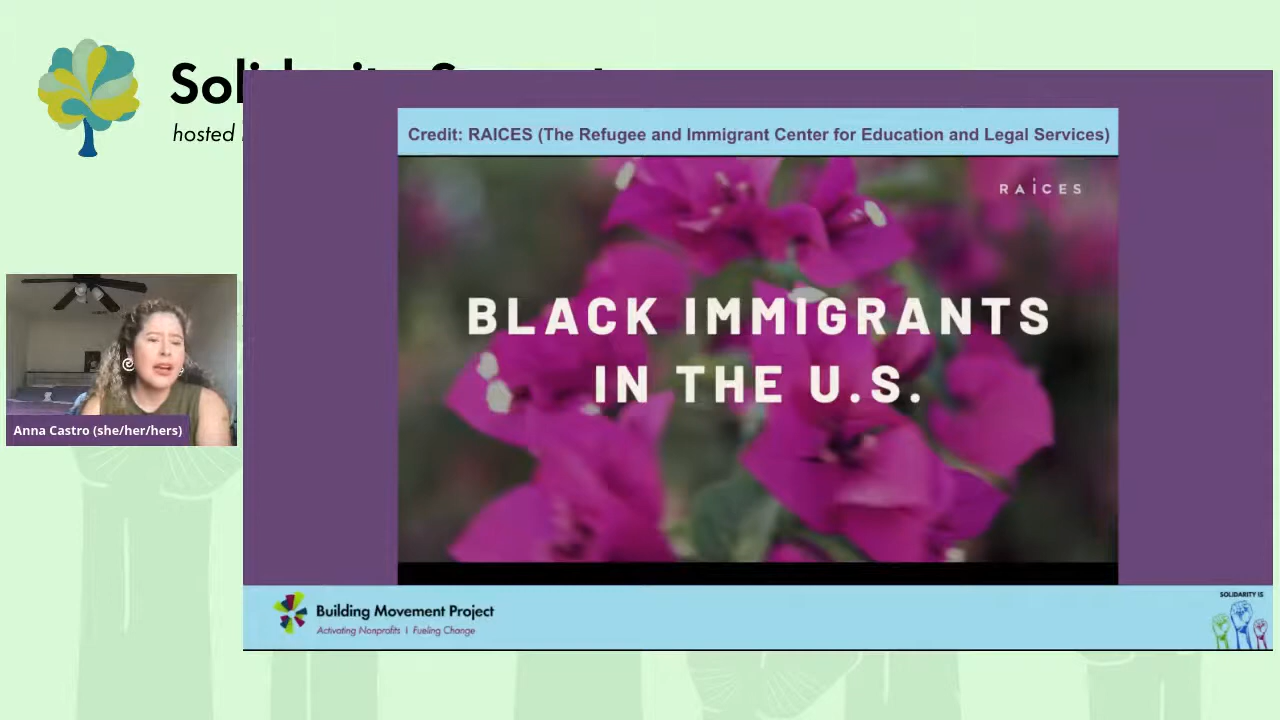 Sol
hosted
Credit: RAICES (The Refugee and Immigrant Center for Education and Legal Services)
RAICES
BLACK IMMIGRANTS
IN THE U.S.
Anna Castro (she/her/hers)
Building Movement Project
Activating Nonprofits | Fueling Change
SOLIDARITY IS